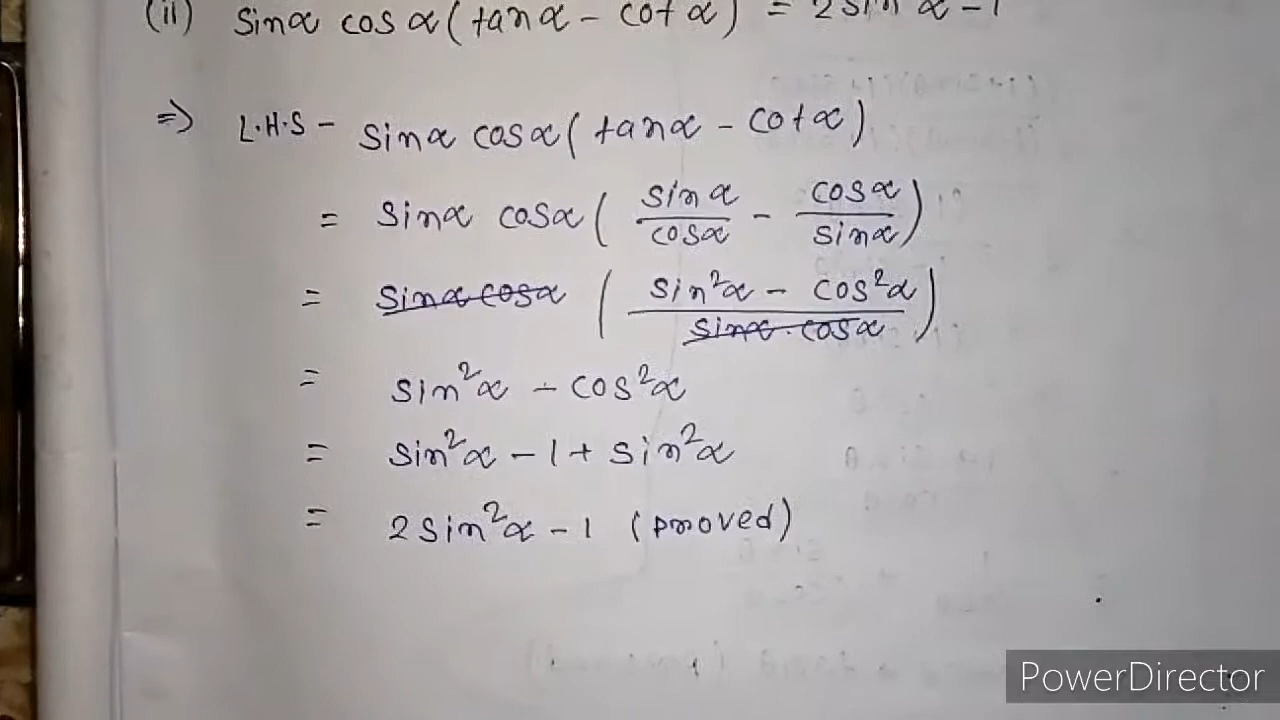 (ii) sinα cosα(tanα - cotα) = 2sin²α-1
⇒ L.H.S - sinα cosα(tanα - cotα)
= sinα cosα(sinα/cosα - cosα/sinα)
= sinα cosα (sin²α - cos²α/sinα.cosα)
= sin²α - cos²α
= sin²α - 1 + sin²α
= 2sin²α - 1 (proved)
PowerDirector